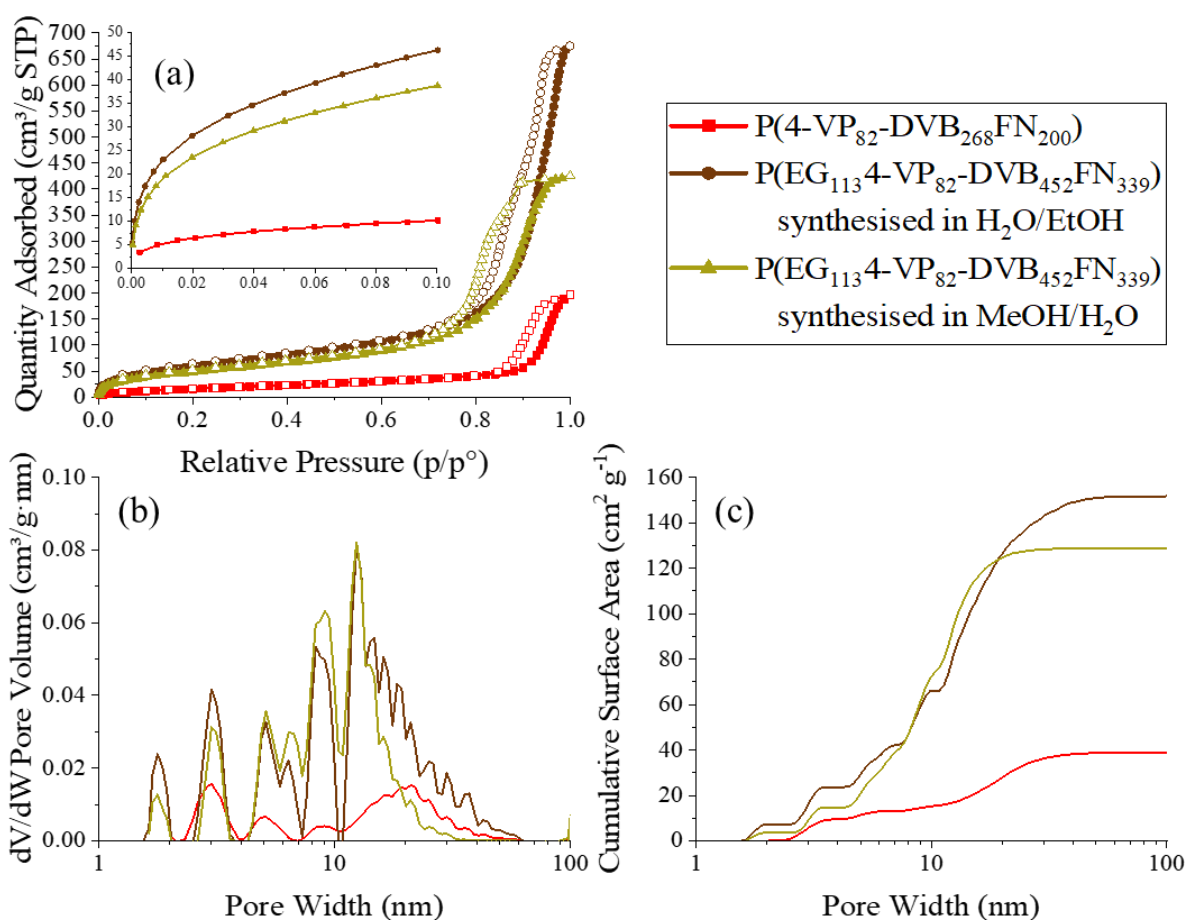 (a)
Quantity Adsorbed (cm³/g STP)
700
650
600
550
500
450
400
350
300
250
200
150
100
50
0
50
45
40
35
30
25
20
15
10
5
0
0.00 0.02 0.04 0.06 0.08 0.10
0.0 0.2 0.4 0.6 0.8 1.0
Relative Pressure (p/p°)
P(4-VP₈₂-DVB₂₆₈FN₂₀₀)
P(EG₁₁₃4-VP₈₂-DVB₄₅₂FN₃₃₉)
synthesised in H₂O/EtOH
P(EG₁₁₃4-VP₈₂-DVB₄₅₂FN₃₃₉)
synthesised in MeOH/H₂O
(b)
dV/dW Pore Volume (cm³/g·nm)
0.10
0.08
0.06
0.04
0.02
0.00
1 10 100
Pore Width (nm)
(c)
Cumulative Surface Area (cm² g⁻¹)
160
140
120
100
80
60
40
20
0
1 10 100
Pore Width (nm)